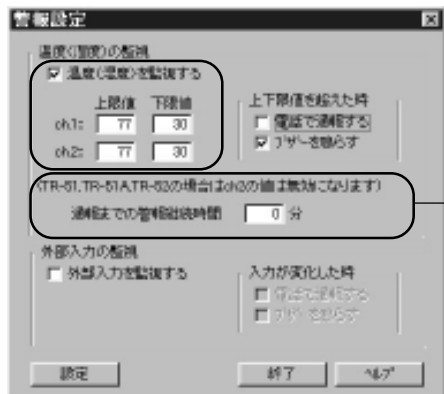 警報設定
温度(湿度)の監視
温度(湿度)を監視する
上限値 下限値
ch.1: 77 30
ch.2: 77 30
上下限値を超えた時
電話で通報する
ブザーを鳴らす
(TR-51,TR-51A,TR-52の場合はch2の値は無効になります)
通報までの警報継続時間 0 分
外部入力の監視
外部入力を監視する
入力が変化した時
電話で通報する
ブザーを鳴らす
設定
終了
ヘルプ